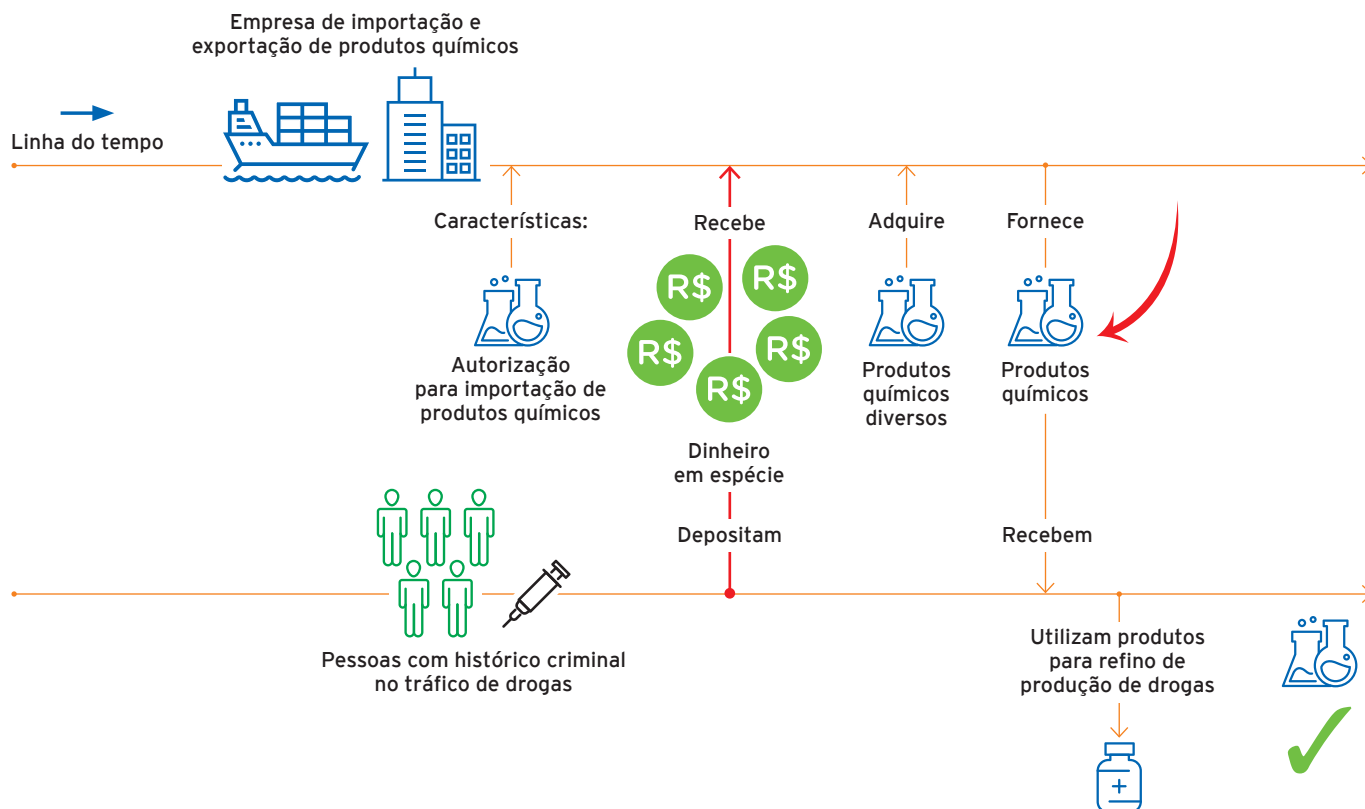 Empresa de importação e
exportação de produtos químicos
Linha do tempo
Características:
Recebe
Adquire
Fornece
R$
R$
R$
R$
R$
Autorização
para importação de
produtos químicos
Produtos
químicos
diversos
Produtos
químicos
Dinheiro
em espécie
Depositam
Recebem
Pessoas com histórico criminal
no tráfico de drogas
Utilizam produtos
para refino de
produção de drogas